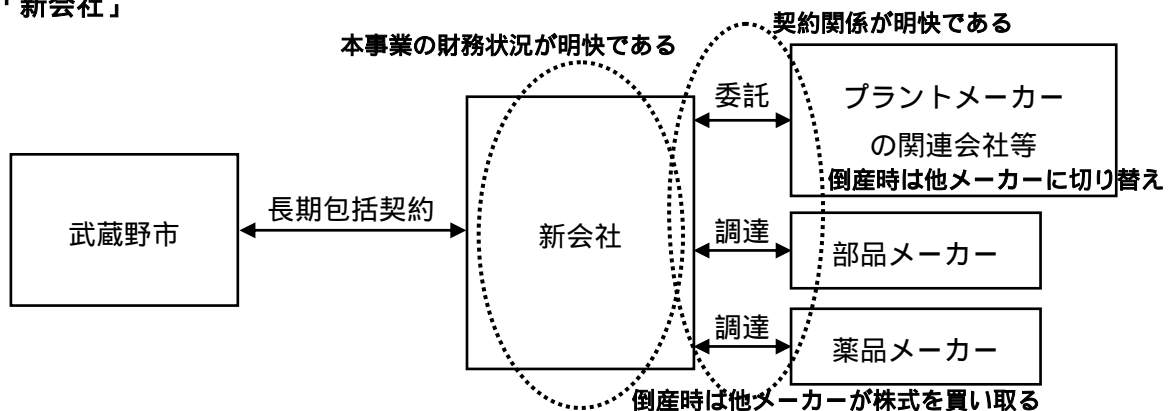 「新会社」
契約関係が明快である
本事業の財務状況が明快である
委託
プラントメーカー
の関連会社等
倒産時は他メーカーに切り替え
長期包括契約
武蔵野市
新会社
調達
部品メーカー
調達
薬品メーカー
倒産時は他メーカーが株式を買い取る